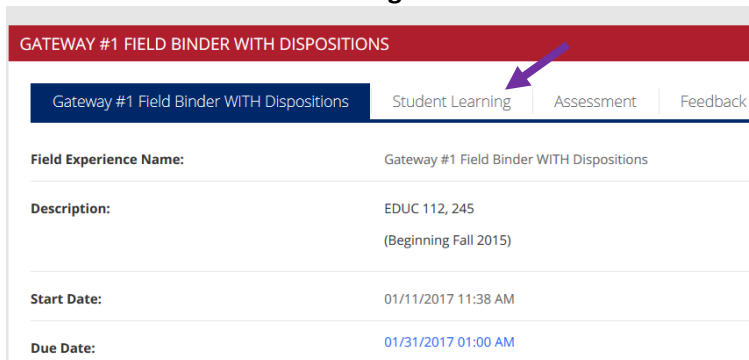 GATEWAY #1 FIELD BINDER WITH DISPOSITIONS
Gateway #1 Field Binder WITH Dispositions Student Learning Assessment Feedback
Field Experience Name: Gateway #1 Field Binder WITH Dispositions
Description: EDUC 112, 245
(Beginning Fall 2015)
Start Date: 01/11/2017 11:38 AM
Due Date: 01/31/2017 01:00 AM